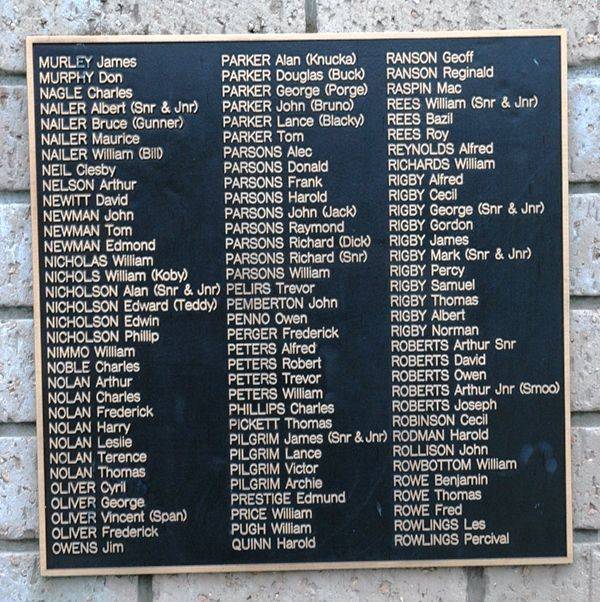 MURLEY James
MURPHY Don
NAGLE Charles
NAILER Albert (Snr & Jnr)
NAILER Bruce (Gunner)
NAILER Maurice
NAILER William (Bill)
NEIL Clesby
NELSON Arthur
NEWITT David
NEWMAN John
NEWMAN Tom
NEWMAN Edmond
NICHOLAS William
NICHOLS William (Koby)
NICHOLSON Alan (Snr & Jnr)
NICHOLSON Edward (Teddy)
NICHOLSON Edwin
NICHOLSON Phillip
NIMMO William
NOBLE Charles
NOLAN Arthur
NOLAN Charles
NOLAN Frederick
NOLAN Harry
NOLAN Leslie
NOLAN Terence
NOLAN Thomas
OLIVER Cyril
OLIVER George
OLIVER Vincent (Span)
OLIVER Frederick
OWENS Jim
PARKER Alan (Knucka)
PARKER Douglas (Buck)
PARKER George (Porge)
PARKER John (Bruno)
PARKER Lance (Blacky)
PARKER Tom
PARSONS Alec
PARSONS Donald
PARSONS Frank
PARSONS Harold
PARSONS John (Jack)
PARSONS Raymond
PARSONS Richard (Dick)
PARSONS Richard (Snr)
PARSONS William
PELIRS Trevor
PEMBERTON John
PENNO Owen
PERGER Frederick
PETERS Alfred
PETERS Robert
PETERS Trevor
PETERS William
PHILLIPS Charles
PICKETT Thomas
PILGRIM James (Snr & Jnr)
PILGRIM Lance
PILGRIM Victor
PILGRIM Archie
PRESTIGE Edmund
PRICE William
PUGH William
QUINN Harold
RANSON Geoff
RANSON Reginald
RASPIN Mac
REES William (Snr & Jnr)
REES Bazil
REES Roy
REYNOLDS Alfred
RICHARDS William
RIGBY Alfred
RIGBY Cecil
RIGBY George (Snr & Jnr)
RIGBY Gordon
RIGBY James
RIGBY Mark (Snr & Jnr)
RIGBY Percy
RIGBY Samuel
RIGBY Thomas
RIGBY Albert
RIGBY Norman
ROBERTS Arthur Snr
ROBERTS David
ROBERTS Owen
ROBERTS Arthur Jnr (Smoo)
ROBERTS Joseph
ROBINSON Cecil
RODMAN Harold
ROLLISON John
ROWBOTTOM William
ROWE Benjamin
ROWE Thomas
ROWE Fred
ROWLINGS Les
ROWLINGS Percival